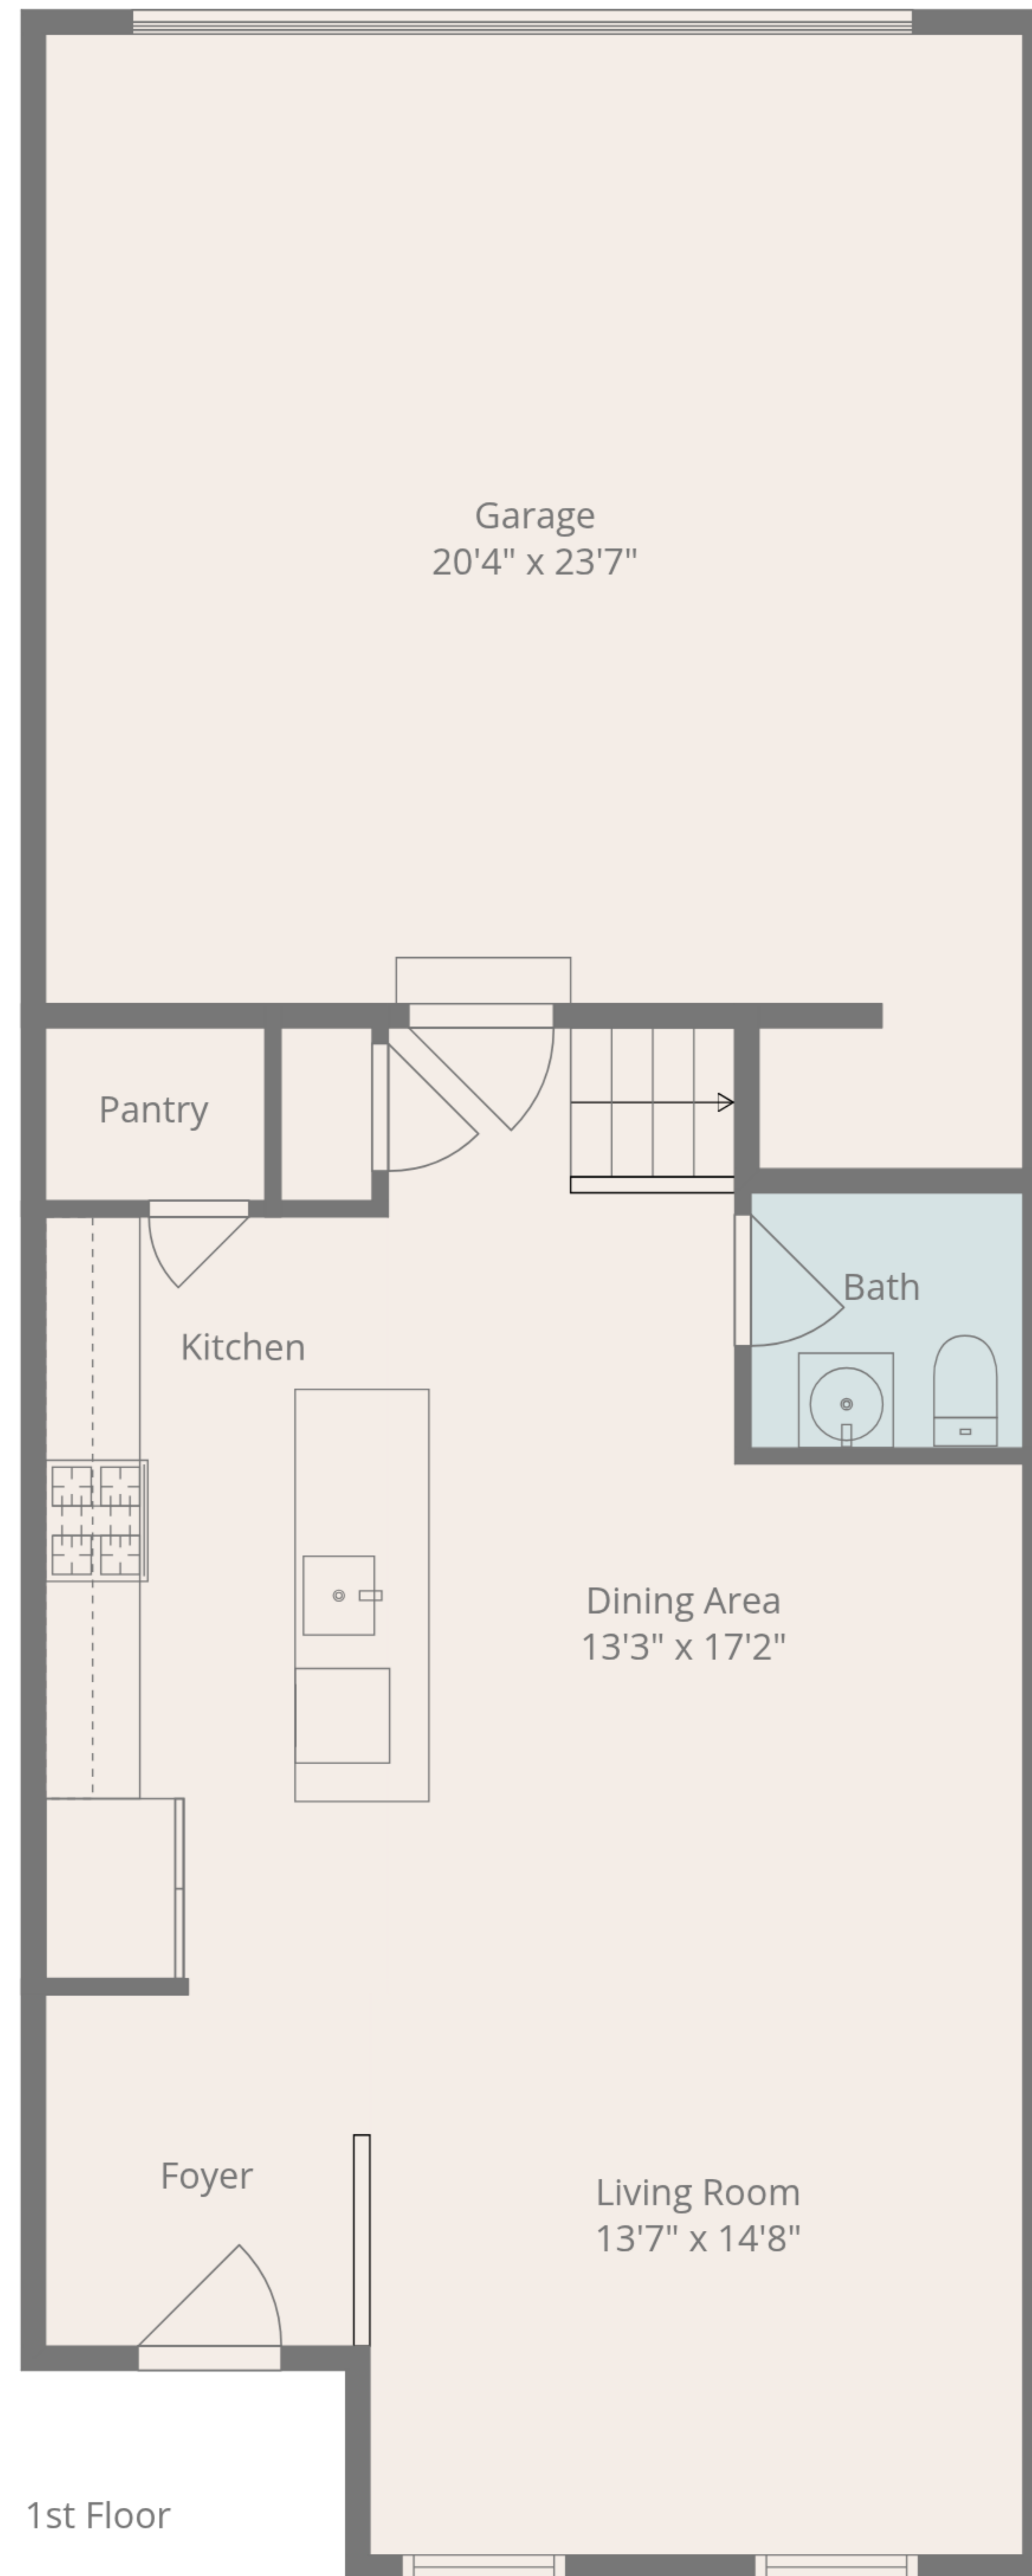 Garage
20'4" x 23'7"
Pantry
Bath
Kitchen
Dining Area
13'3" x 17'2"
Foyer
Living Room
13'7" x 14'8"
1st Floor